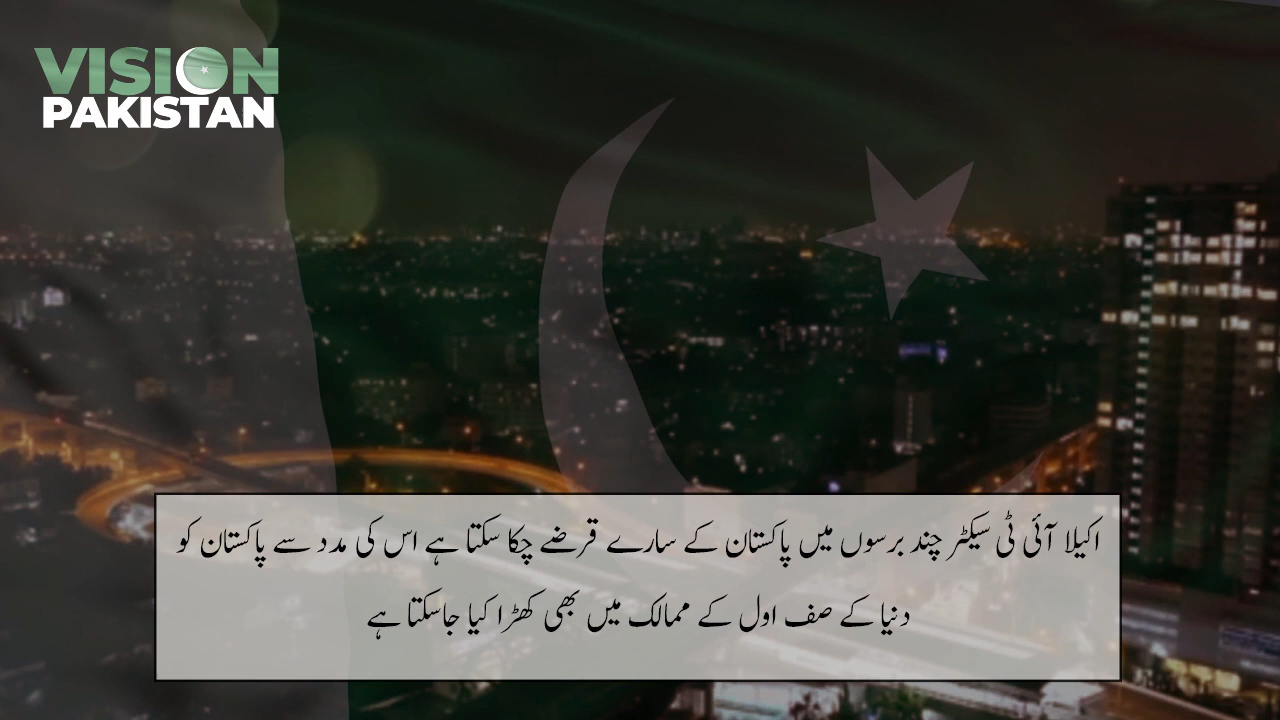 VISION
PAKISTAN
اکیلا آئی ٹی سیکٹر چند برسوں میں پاکستان کے سارے قرضے چکا سکتا ہے اس کی مدد سے پاکستان کو
دنیا کے صف اول کے ممالک میں بھی کھڑا کیا جاسکتا ہے